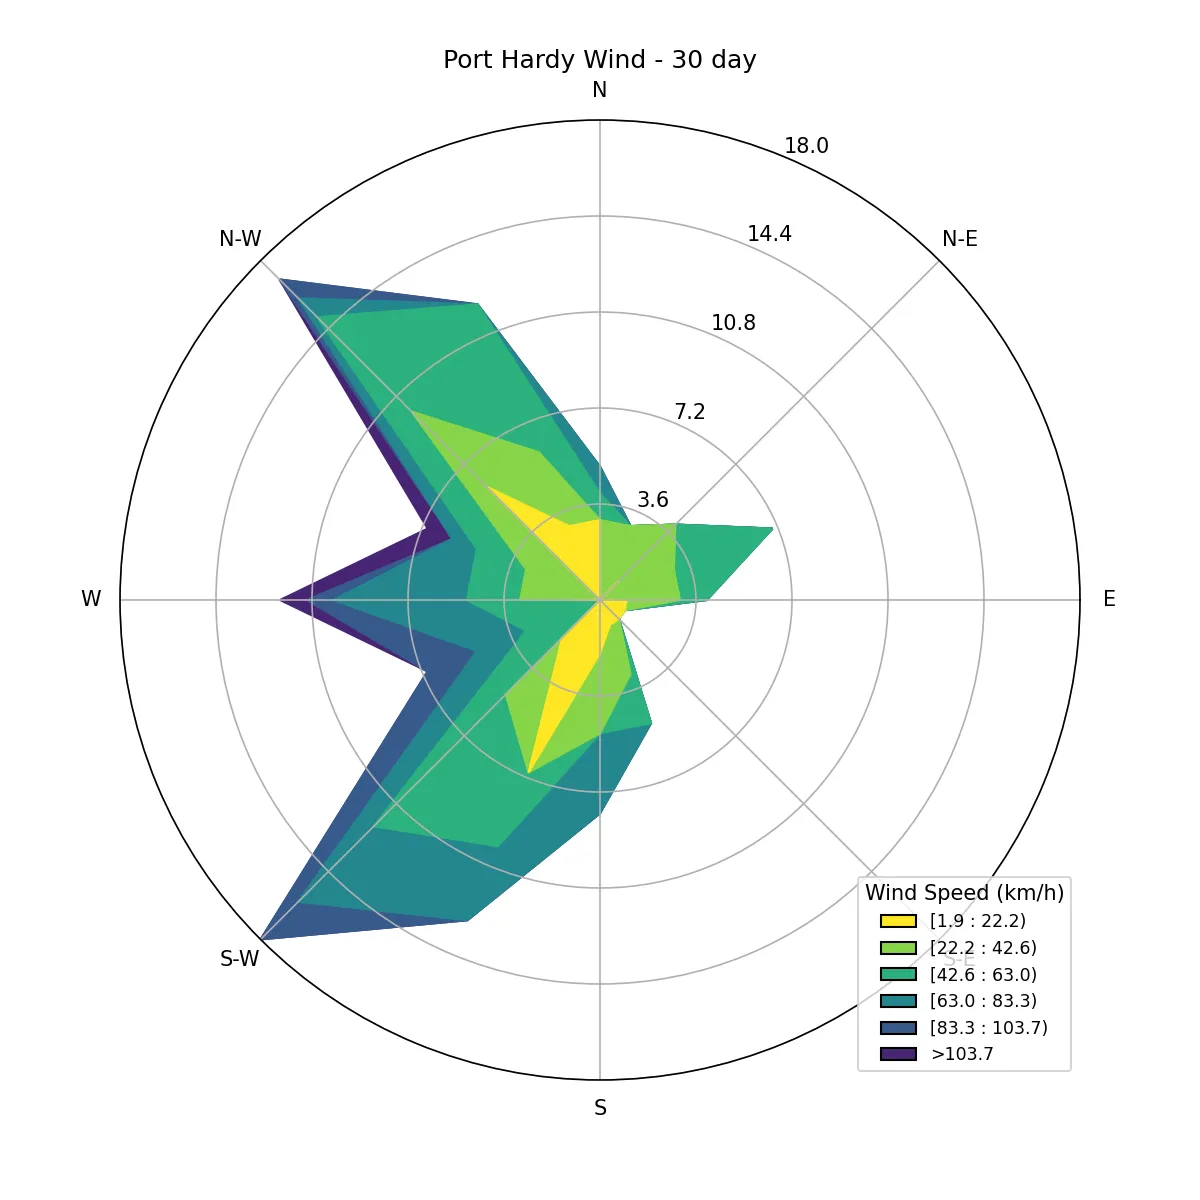 Port Hardy Wind - 30 day
N
18.0
14.4
N-W
N-E
10.8
7.2
3.6
W
E
S-W
S-E
Wind Speed (km/h)
[1.9 : 22.2)
[22.2 : 42.6)
[42.6 : 63.0)
[63.0 : 83.3)
[83.3 : 103.7)
>103.7
S